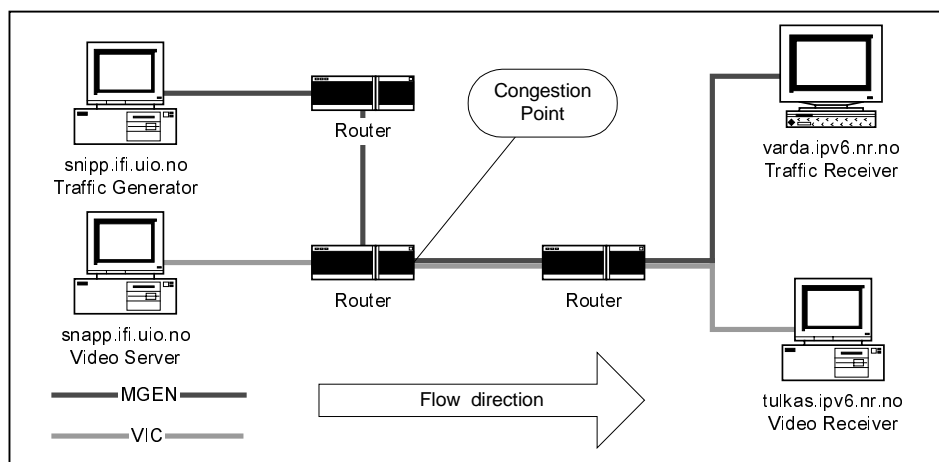 Congestion
Point
Router
snipp.ifi.uio.no
Traffic Generator
varda.ipv6.nr.no
Traffic Receiver
Router
Router
snapp.ifi.uio.no
Video Server
MGEN
VIC
Flow direction
tulkas.ipv6.nr.no
Video Receiver